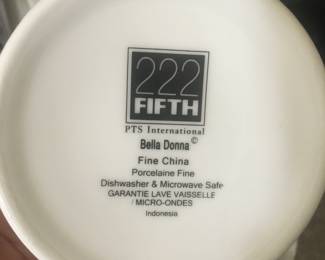 222
FIFTH
PTS International
Bella Donna ©
Fine China
Porcelaine Fine
Dishwasher & Microwave Safe
GARANTIE LAVE VAISSELLE
/ MICRO-ONDES
Indonesia